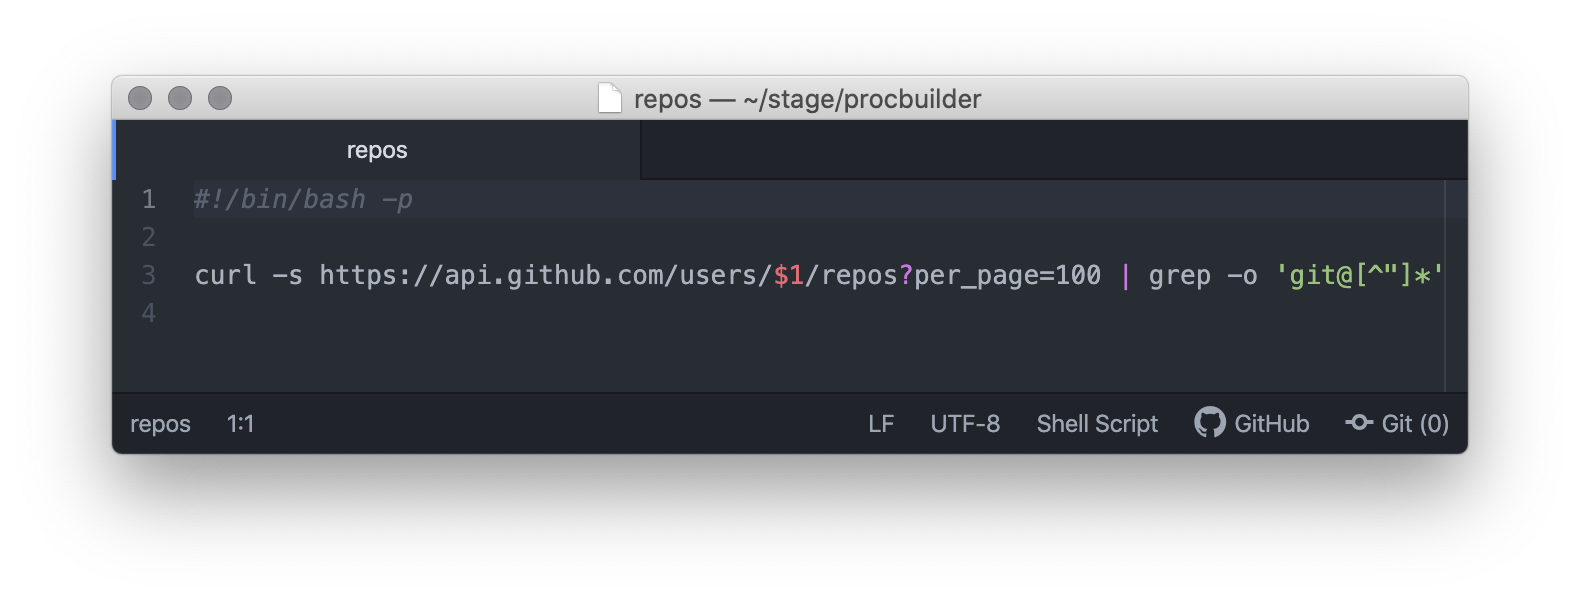 repos — ~/stage/procbuilder
repos
1 #!/bin/bash -p
2
3 curl -s https://api.github.com/users/$1/repos?per_page=100 | grep -o 'git@[^"]*'
4
repos 1:1 LF UTF-8 Shell Script GitHub Git (0)